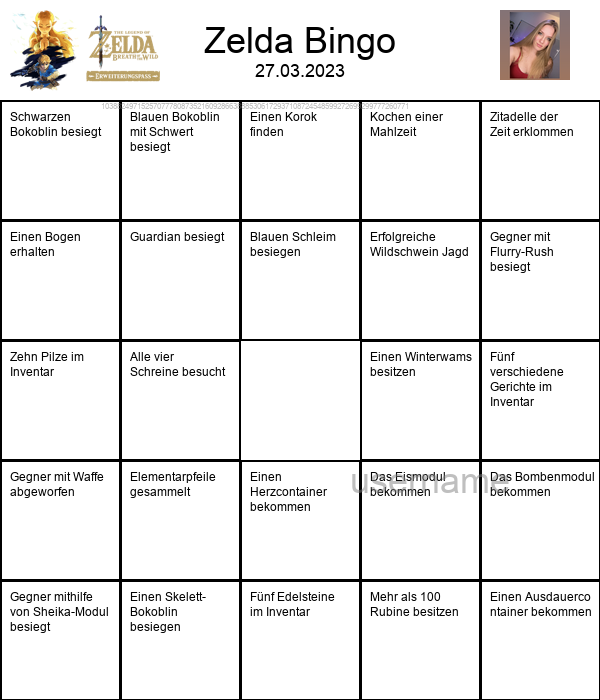 THE LEGEND OF
ZELDA
BREATH OF THE WILD
ERWEITERUNGSPASS
Zelda Bingo
27.03.2023
Schwarzen
Bokoblin besiegt
Blauen Bokoblin
mit Schwert
besiegt
Einen Korok
finden
Kochen einer
Mahlzeit
Zitadelle der
Zeit erklommen
Einen Bogen
erhalten
Guardian besiegt
Blauen Schleim
besiegen
Erfolgreiche
Wildschwein Jagd
Gegner mit
Flurry-Rush
besiegt
Zehn Pilze im
Inventar
Alle vier
Schreine besucht
Einen Winterwams
besitzen
Fünf
verschiedene
Gerichte im
Inventar
Gegner mit Waffe
abgeworfen
Elementarpfeile
gesammelt
Einen
Herzcontainer
bekommen
Das Eismodul
bekommen
username
Das Bombenmodul
bekommen
Gegner mithilfe
von Sheika-Modul
besiegt
Einen Skelett-
Bokoblin
besiegen
Fünf Edelsteine
im Inventar
Mehr als 100
Rubine besitzen
Einen Ausdauerco
ntainer bekommen